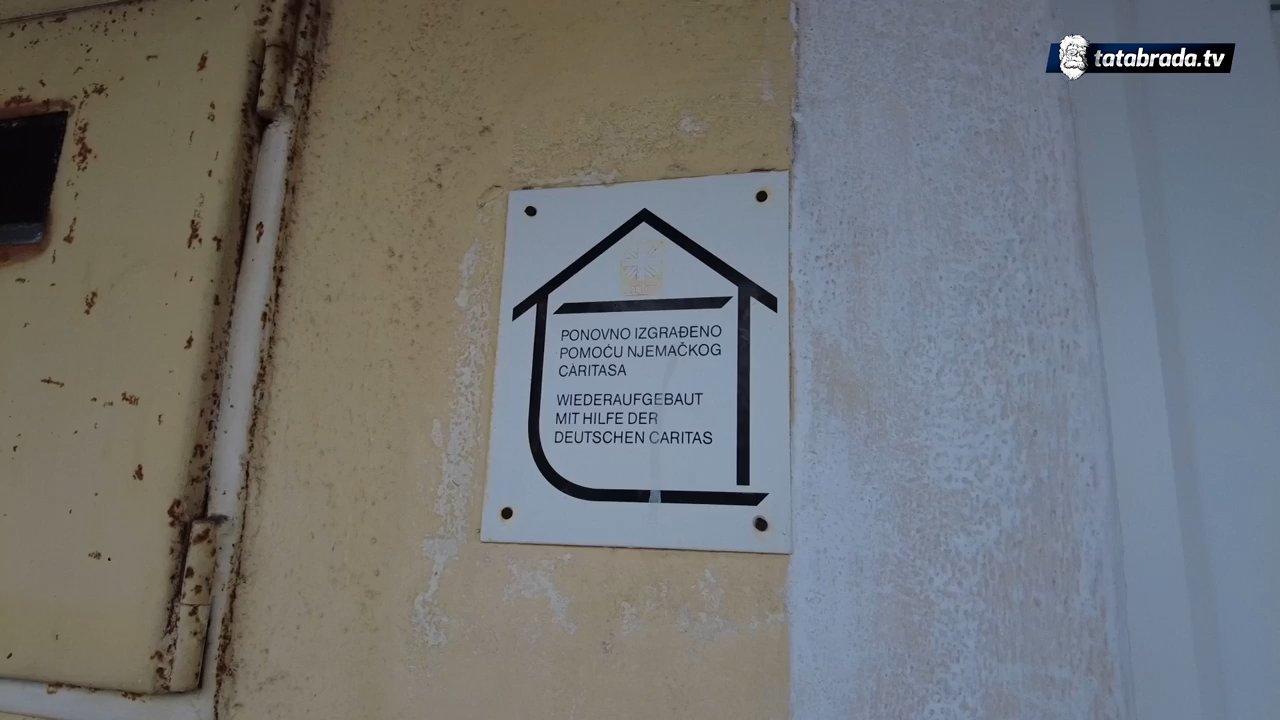 tatabrada.tv
PONOVNO IZGRAĐENO
POMOĆU NJEMAČKOG
CARITASA
WIEDERAUFGEBAUT
MIT HILFE DER
DEUTSCHEN CARITAS